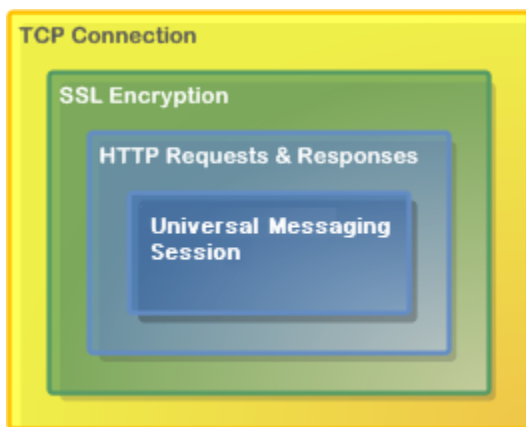 TCP Connection
SSL Encryption
HTTP Requests & Responses
Universal Messaging
Session